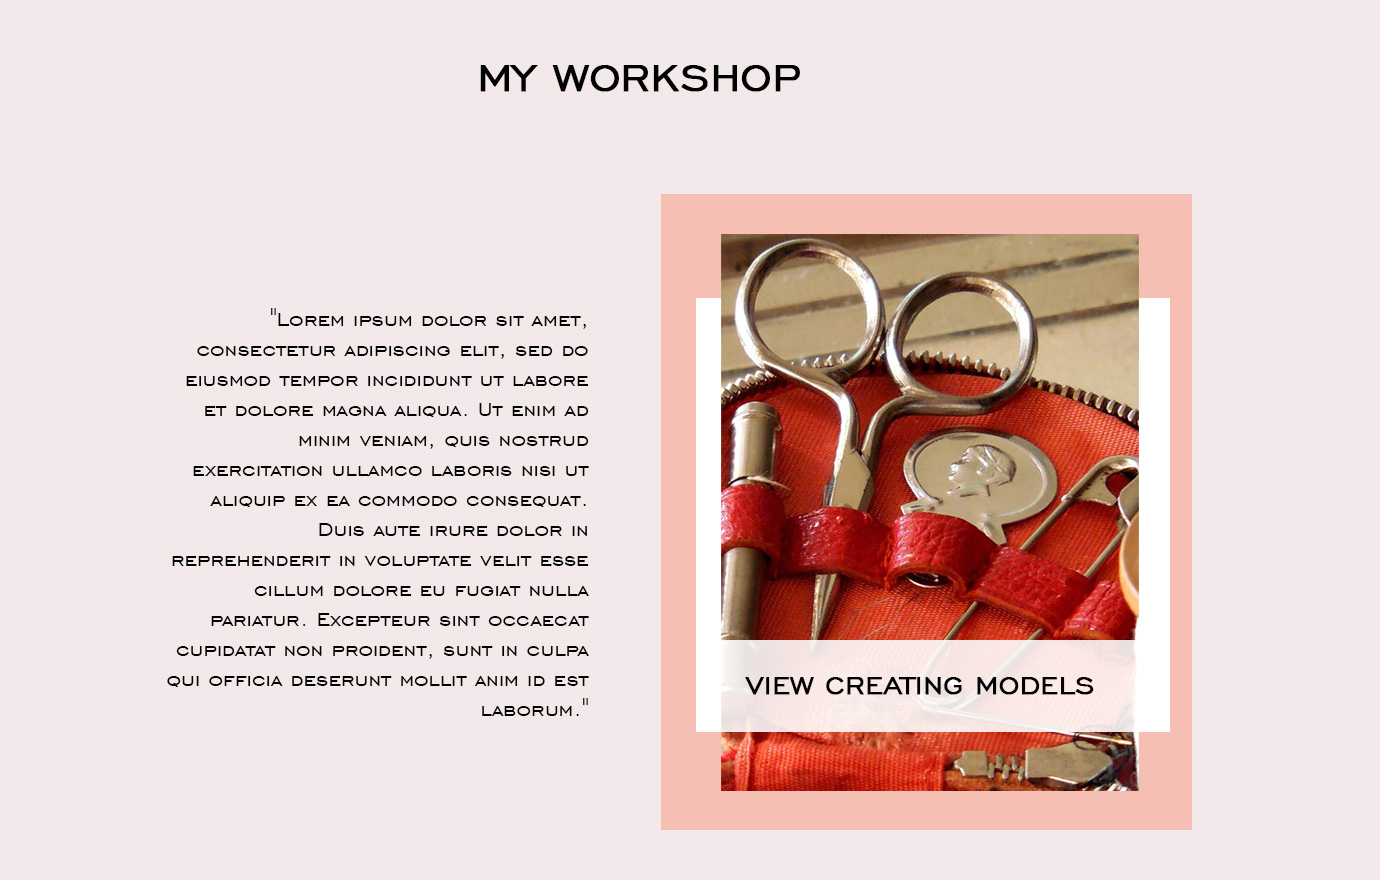 MY WORKSHOP
"Lorem ipsum dolor sit amet,
consectetur adipiscing elit, sed do
eiusmod tempor incididunt ut labore
et dolore magna aliqua. Ut enim ad
minim veniam, quis nostrud
exercitation ullamco laboris nisi ut
aliquip ex ea commodo consequat.
Duis aute irure dolor in
reprehenderit in voluptate velit esse
cillum dolore eu fugiat nulla
pariatur. Excepteur sint occaecat
cupidatat non proident, sunt in culpa
qui officia deserunt mollit anim id est
laborum."
VIEW CREATING MODELS